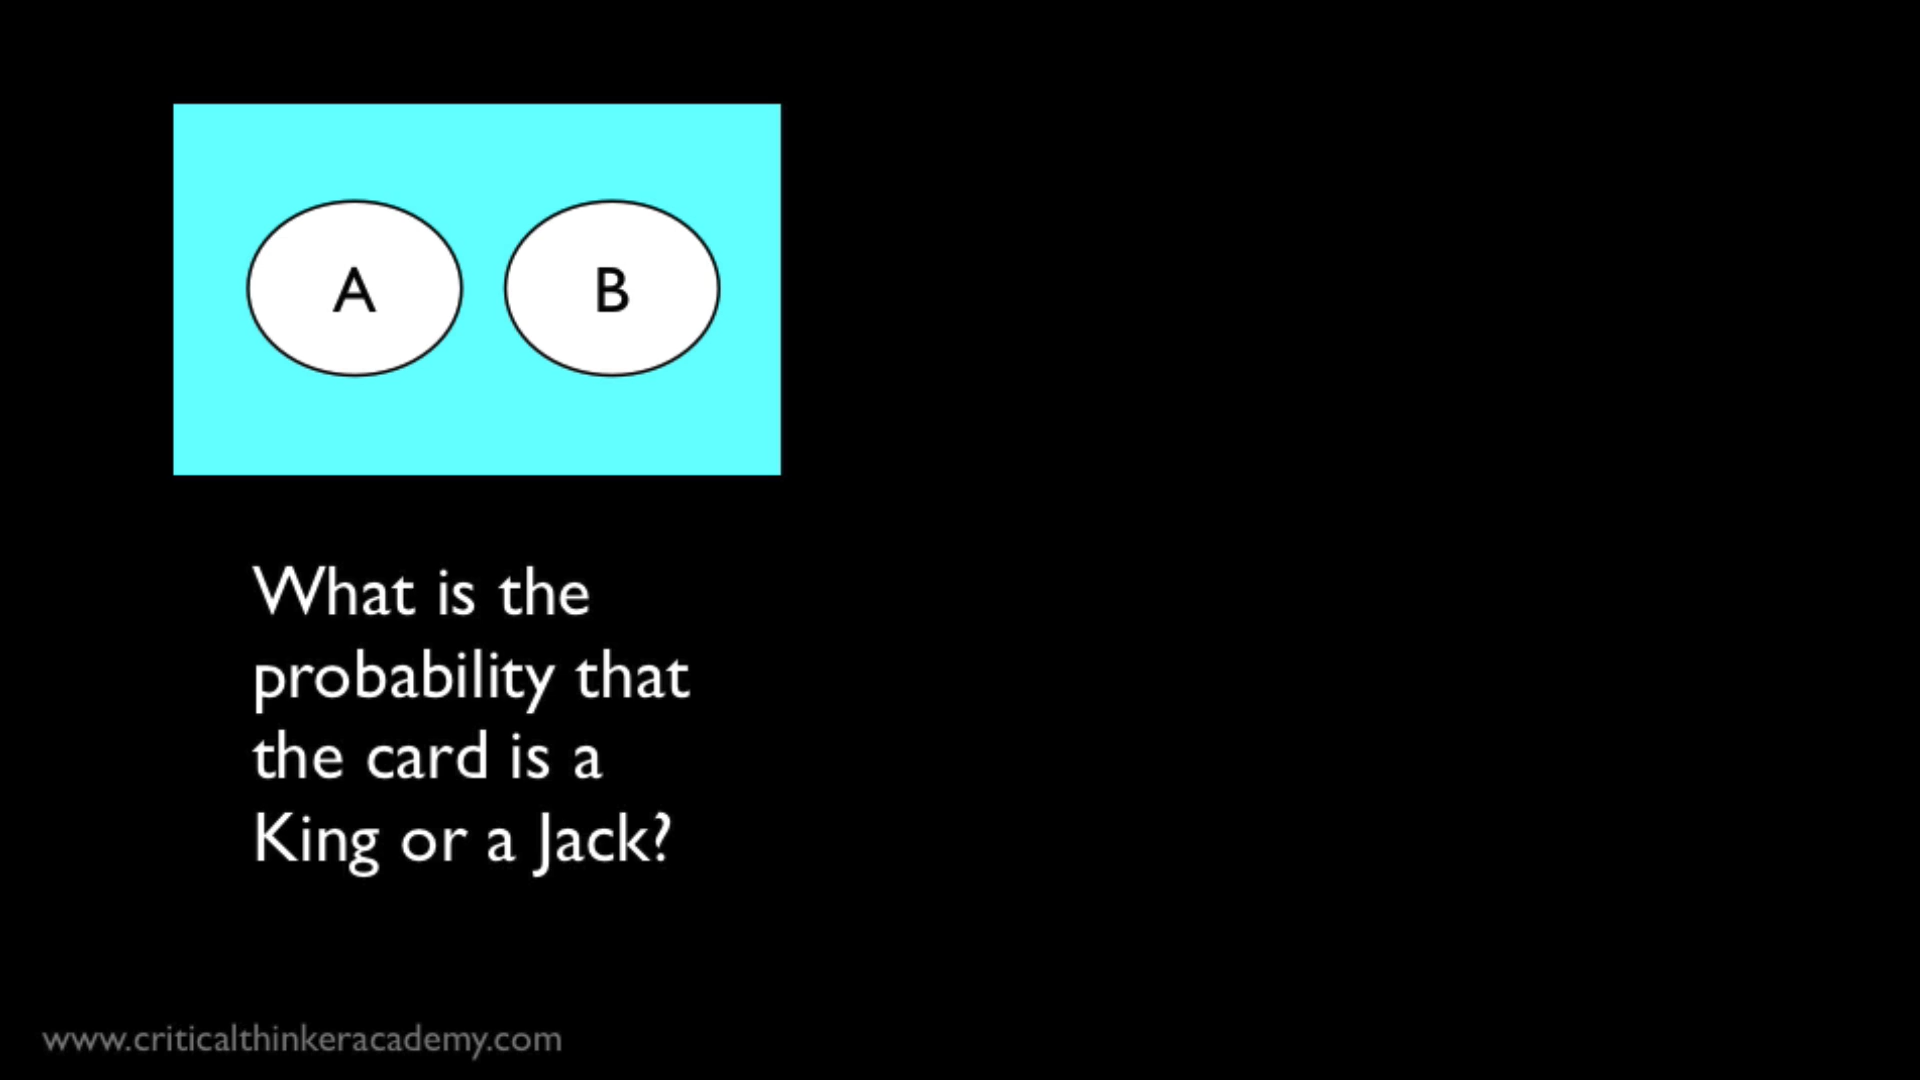 A B
What is the
probability that
the card is a
King or a Jack?
www.criticalthinkeracademy.com